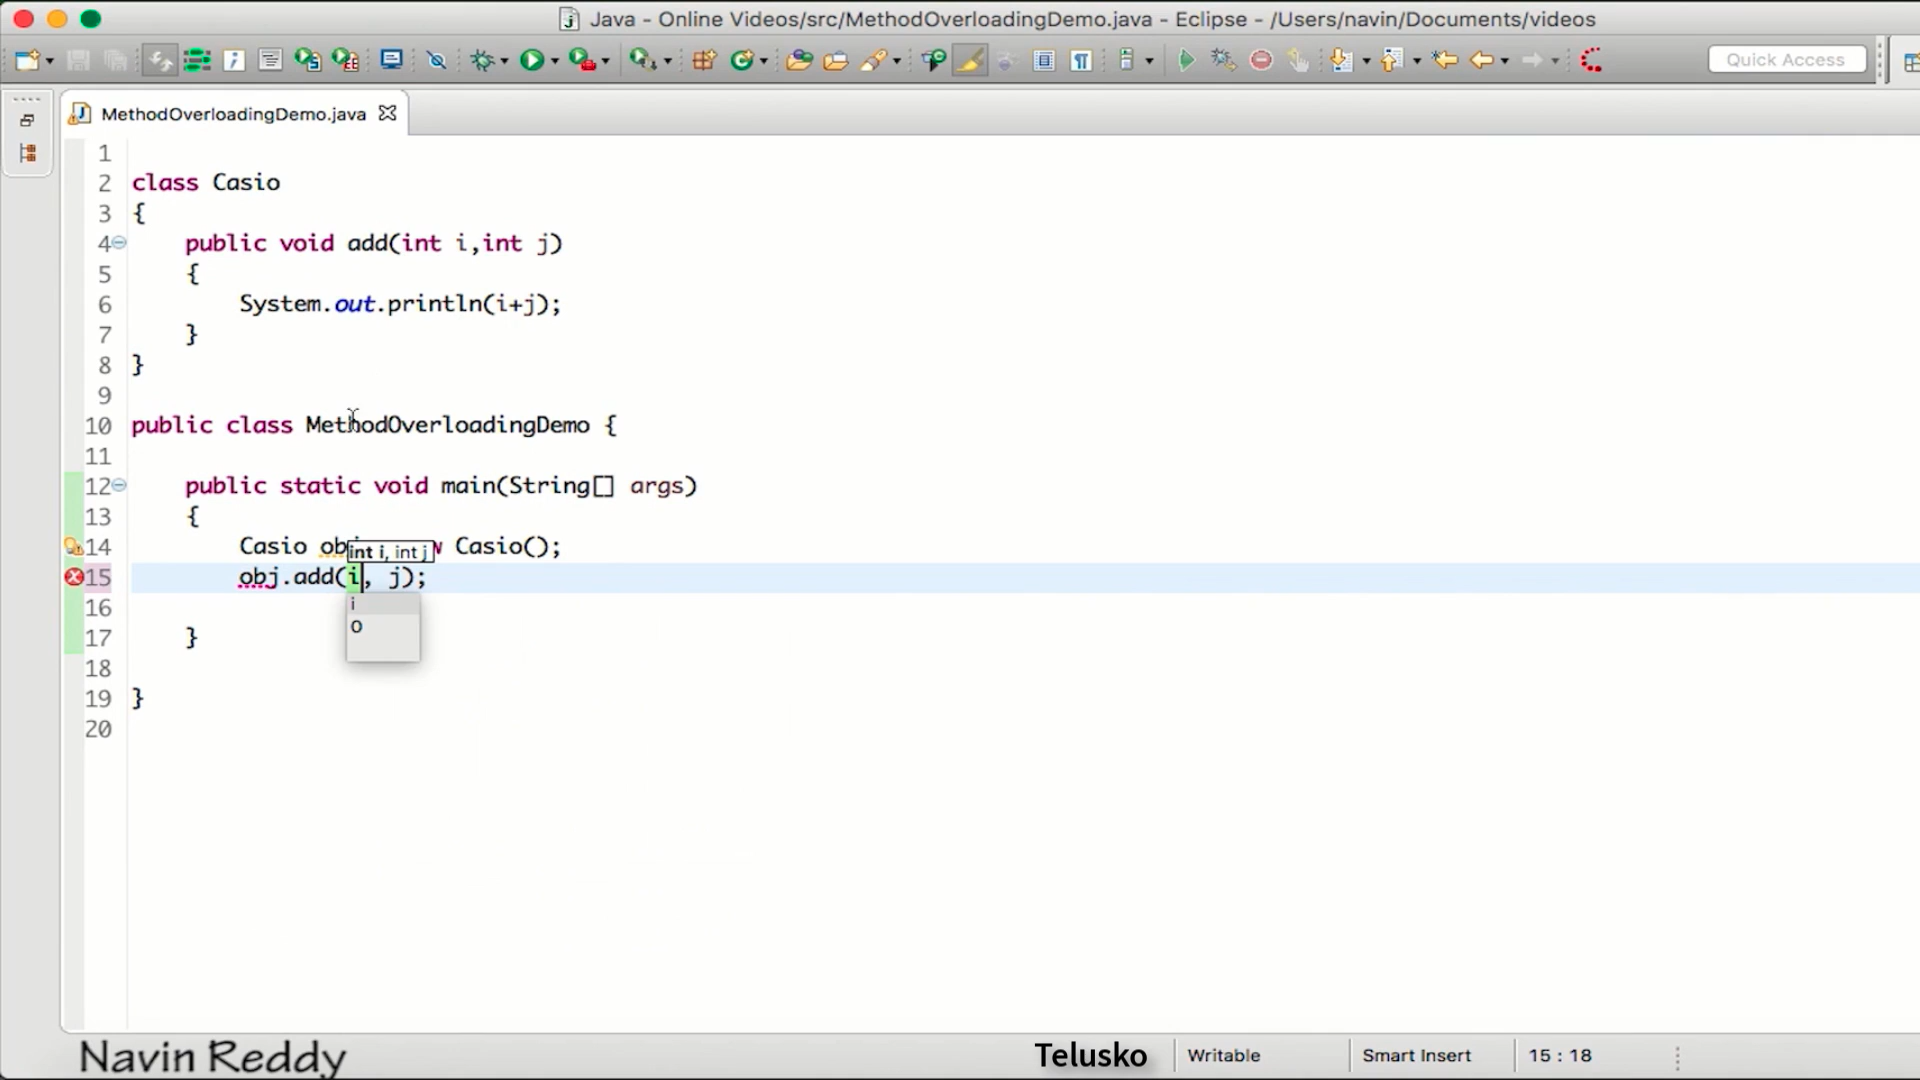 Java - Online Videos/src/MethodOverloadingDemo.java - Eclipse - /Users/navin/Documents/videos
Quick Access
MethodOverloadingDemo.java
1
2 class Casio
3 {
4 public void add(int i,int j)
5 {
6 System.out.println(i+j);
7 }
8 }
9
10 public class MethodOverloadingDemo {
11
12 public static void main(String[] args)
13 {
14 Casio obj Casio();
int i, int j
15 obj.add(i, j);
i
0
16
17 }
18
19 }
20
Navin Reddy
Telusko
Writable
Smart Insert
15 : 18